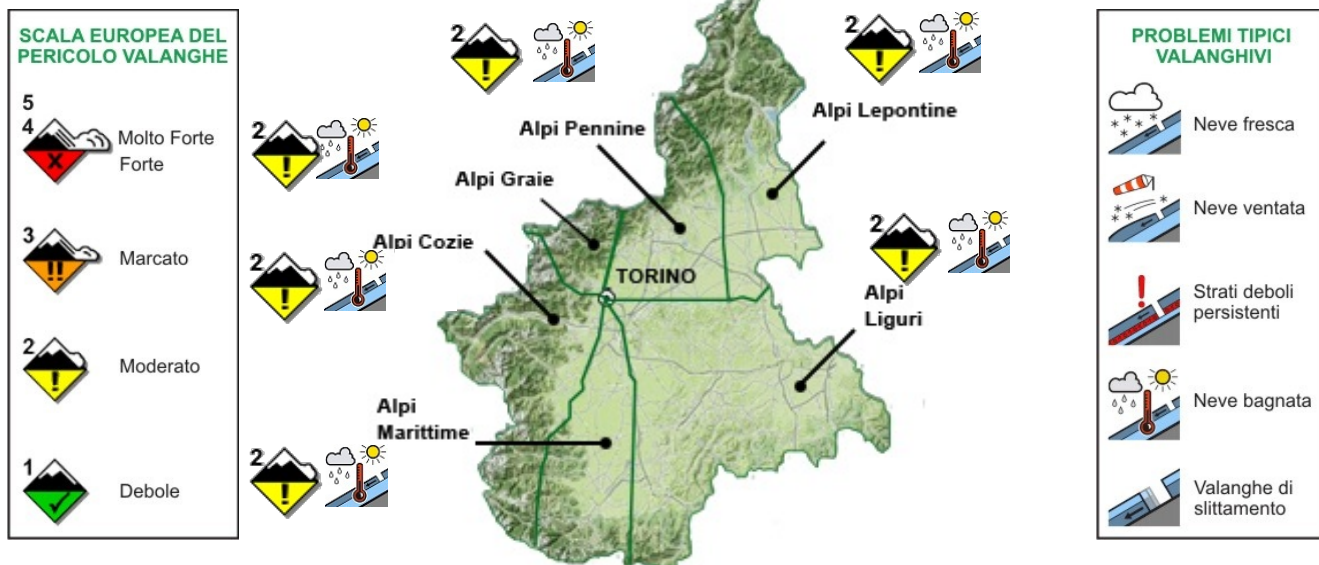 SCALA EUROPEA DEL
PERICOLO VALANGHE
5
4
Molto Forte
Forte
3
Marcato
2
Moderato
1
Debole
2
2
2
2
2
2
Alpi Lepontine
Alpi Pennine
Alpi Graie
Alpi Cozie
TORINO
Alpi
Liguri
Alpi
Marittime
PROBLEMI TIPICI
VALANGHIVI
Neve fresca
Neve ventata
Strati deboli
persistenti
Neve bagnata
Valanghe di
slittamento